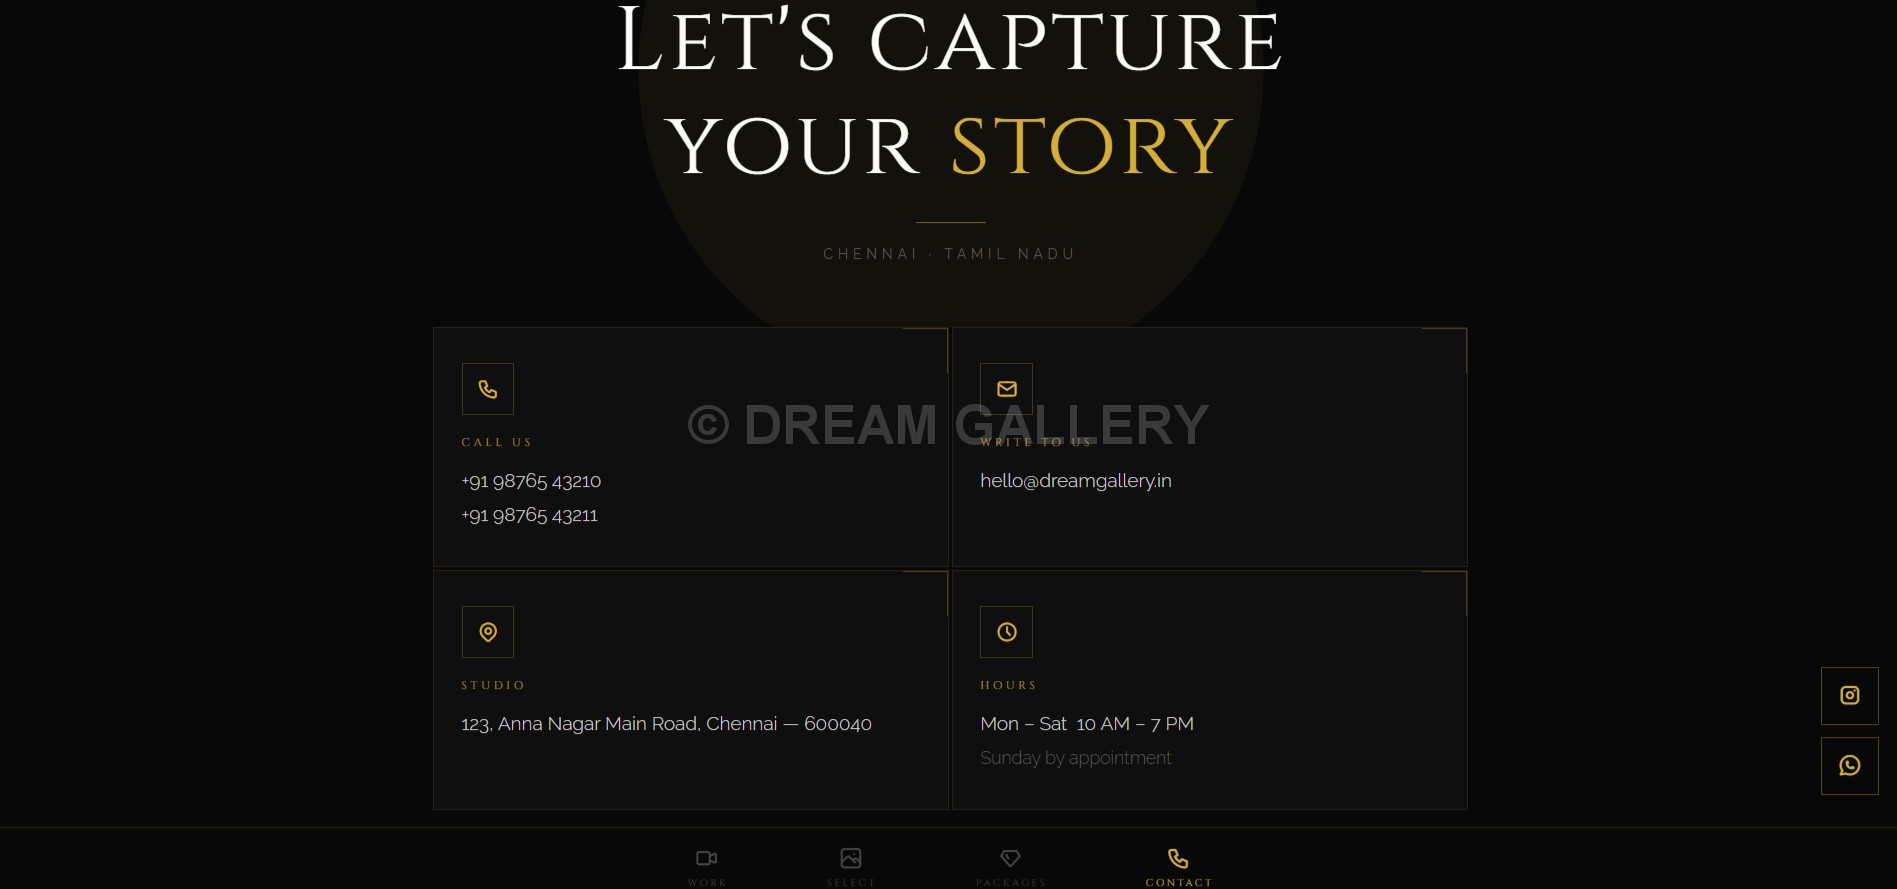 LET'S CAPTURE
YOUR STORY
CHENNAI · TAMIL NADU
© DREAM GALLERY
CALL US
+91 98765 43210
+91 98765 43211
WRITE TO US
hello@dreamgallery.in
STUDIO
123, Anna Nagar Main Road, Chennai — 600040
HOURS
Mon – Sat 10 AM – 7 PM
Sunday by appointment
WORK
SELECT
PACKAGES
CONTACT